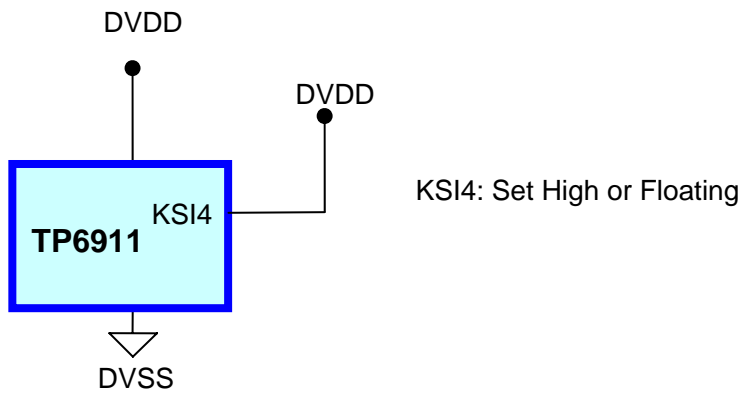 DVDD
DVDD
KSI4: Set High or Floating
KSI4
TP6911
DVSS